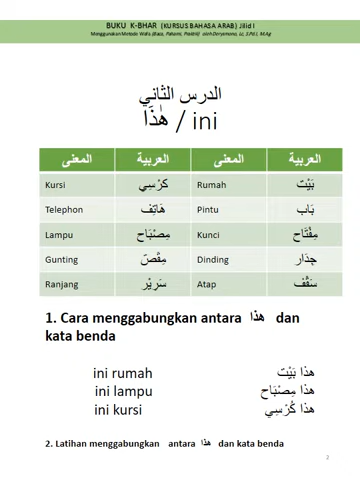 BUKU K-BHAR (KURSUS BAHASA ARAB) Jilid I
Menggunakan Metode Wafa (Baca, Pahami, Praktik) oleh:Deryansono, Lc, S.Pd.I, M.Ag
الدرس الثَّاني
هٰذَا / ini
المعنى العربية المعنى العربية
Kursi كُرْسِي Rumah بَيْت
Telephon هَاتِف Pintu بَاب
Lampu مِصْبَاح Kunci مِفْتَاح
Gunting مِقَصّ Dinding جِدَار
Ranjang سَرِيْر Atap سَقْف
1. Cara menggabungkan antara هذا dan
kata benda
ini rumah هذا بَيْت
ini lampu هذا مِصْبَاح
ini kursi هذا كُرْسِي
2. Latihan menggabungkan antara هذا dan kata benda
2